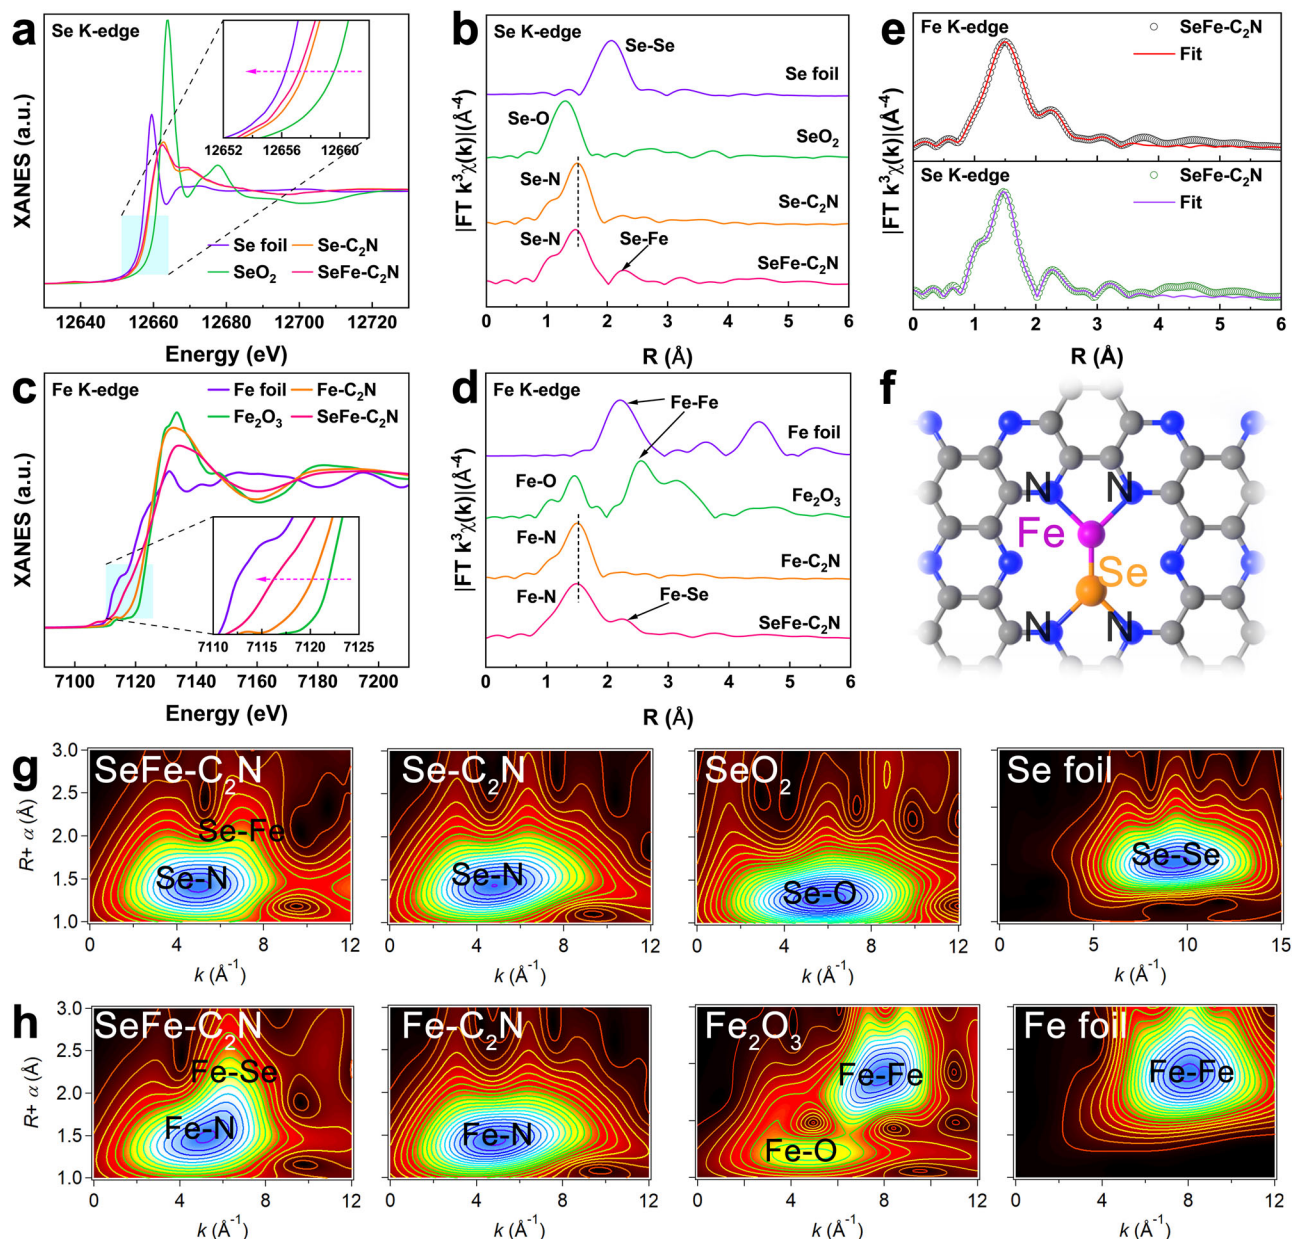 a
Se K-edge
XANES (a.u.)
12652 12656 12660
Se foil
Se-C₂N
SeO₂
SeFe-C₂N
12640 12660 12680 12700 12720
Energy (eV)
b
Se K-edge
|FT k³χ(k)|(Å-4)
Se-Se
Se foil
Se-O
SeO₂
Se-N
Se-C₂N
Se-N
Se-Fe
SeFe-C₂N
0 1 2 3 4 5 6
R (Å)
e
Fe K-edge
SeFe-C₂N
Fit
|FT k³χ(k)|(Å-4)
Se K-edge
SeFe-C₂N
Fit
0 1 2 3 4 5 6
R (Å)
c
Fe K-edge
XANES (a.u.)
Fe foil
Fe-C₂N
Fe₂O₃
SeFe-C₂N
7110 7115 7122 7125
7100 7120 7140 7160 7180 7200
Energy (eV)
d
Fe K-edge
|FT k³χ(k)|(Å-4)
Fe-Fe
Fe foil
Fe-O
Fe₂O₃
Fe-N
Fe-C₂N
Fe-N
Fe-Se
SeFe-C₂N
0 1 2 3 4 5 6
R (Å)
f
N N
Fe
Se
N N
g
R+ α (Å)
3.0
2.5
2.0
1.5
1.0
SeFe-C₂N
Se-Fe
Se-N
0 4 8 12
k (Å⁻¹)
Se-C₂N
Se-N
0 4 8 12
k (Å⁻¹)
SeO₂
Se-O
0 4 8 12
k (Å⁻¹)
Se foil
Se-Se
0 5 10 15
k (Å⁻¹)
h
R+ α (Å)
3.0
2.5
2.0
1.5
1.0
SeFe-C₂N
Fe-Se
Fe-N
0 4 8 12
k (Å⁻¹)
Fe-C₂N
Fe-N
0 4 8 12
k (Å⁻¹)
Fe₂O₃
Fe-Fe
Fe-O
0 4 8 12
k (Å⁻¹)
Fe foil
Fe-Fe
0 4 8 12
k (Å⁻¹)